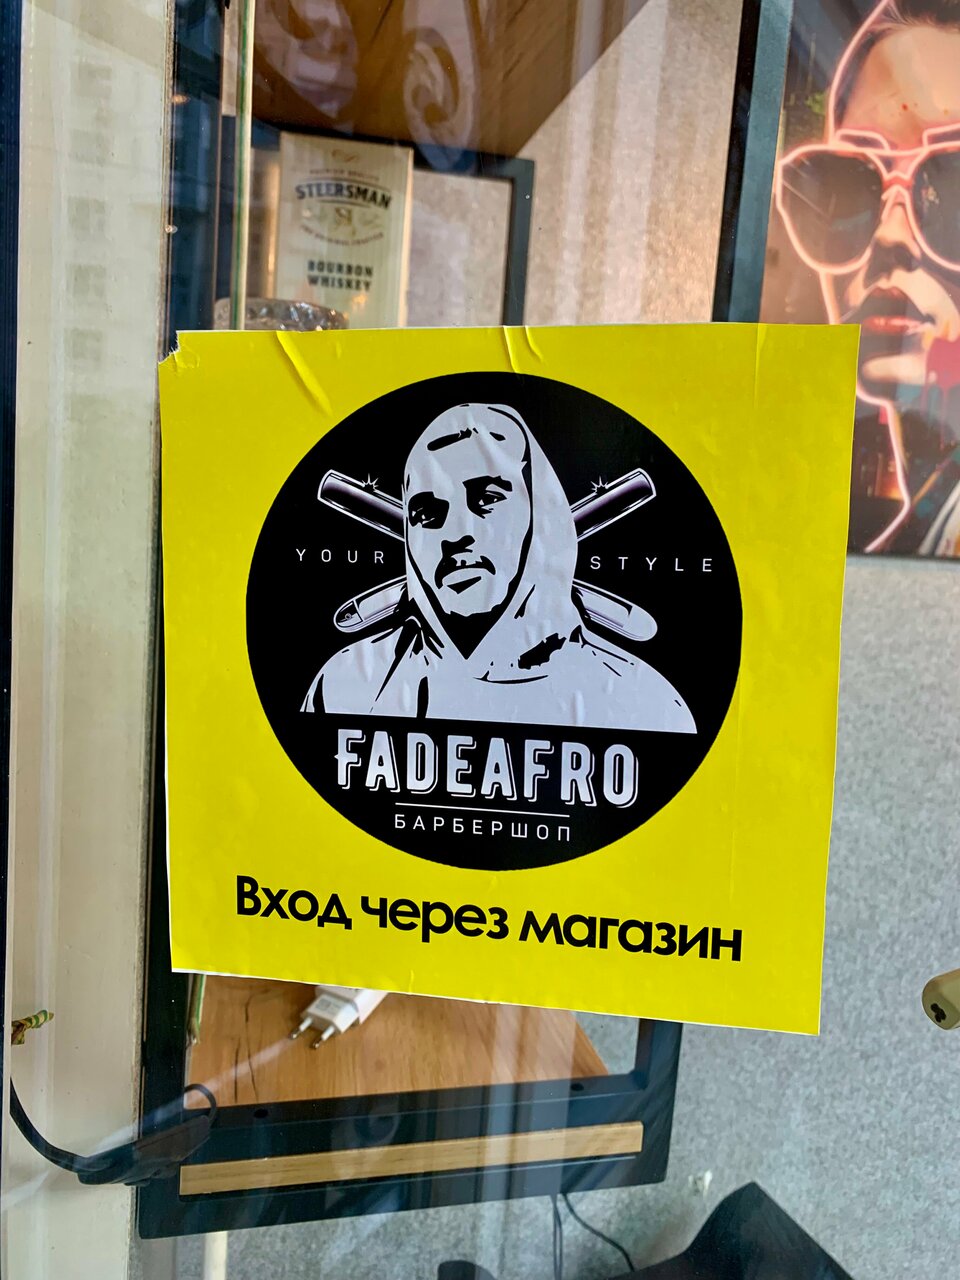 STEERSMAN
BOURBON
WHISKEY
YOUR STYLE
FADEAFRO
БАРБЕРШОП
Вход через магазин